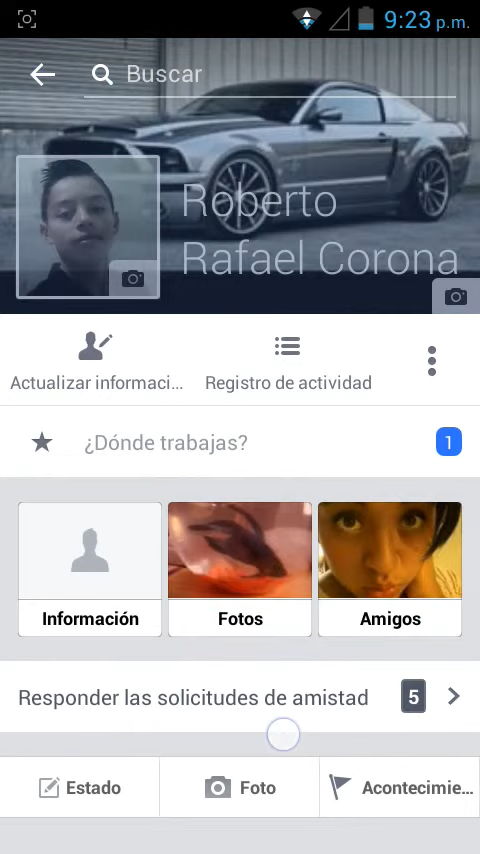 9:23 p.m.
Buscar
Roberto
Rafael Corona
Actualizar informaci...
Registro de actividad
¿Dónde trabajas?
1
Información
Fotos
Amigos
Responder las solicitudes de amistad
5
Estado
Foto
Acontecimie...